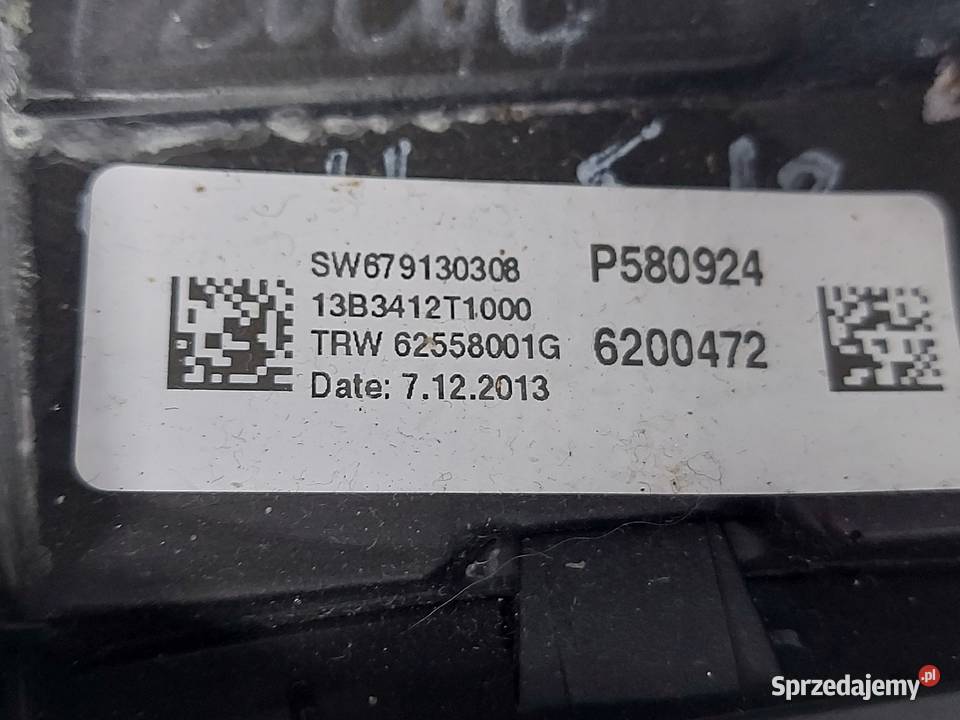 SW679130308
13B3412T1000
TRW 62558001G
Date: 7.12.2013
P580924
6200472
Sprzedajemy.pl